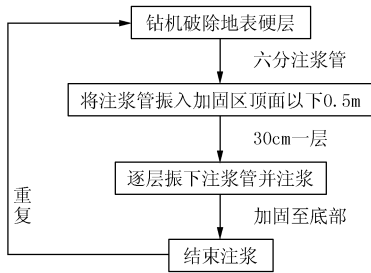 钻机破除地表硬层
六分注浆管
将注浆管振入加固区顶面以下0.5m
30cm一层
逐层振下注浆管并注浆
加固至底部
结束注浆
重复